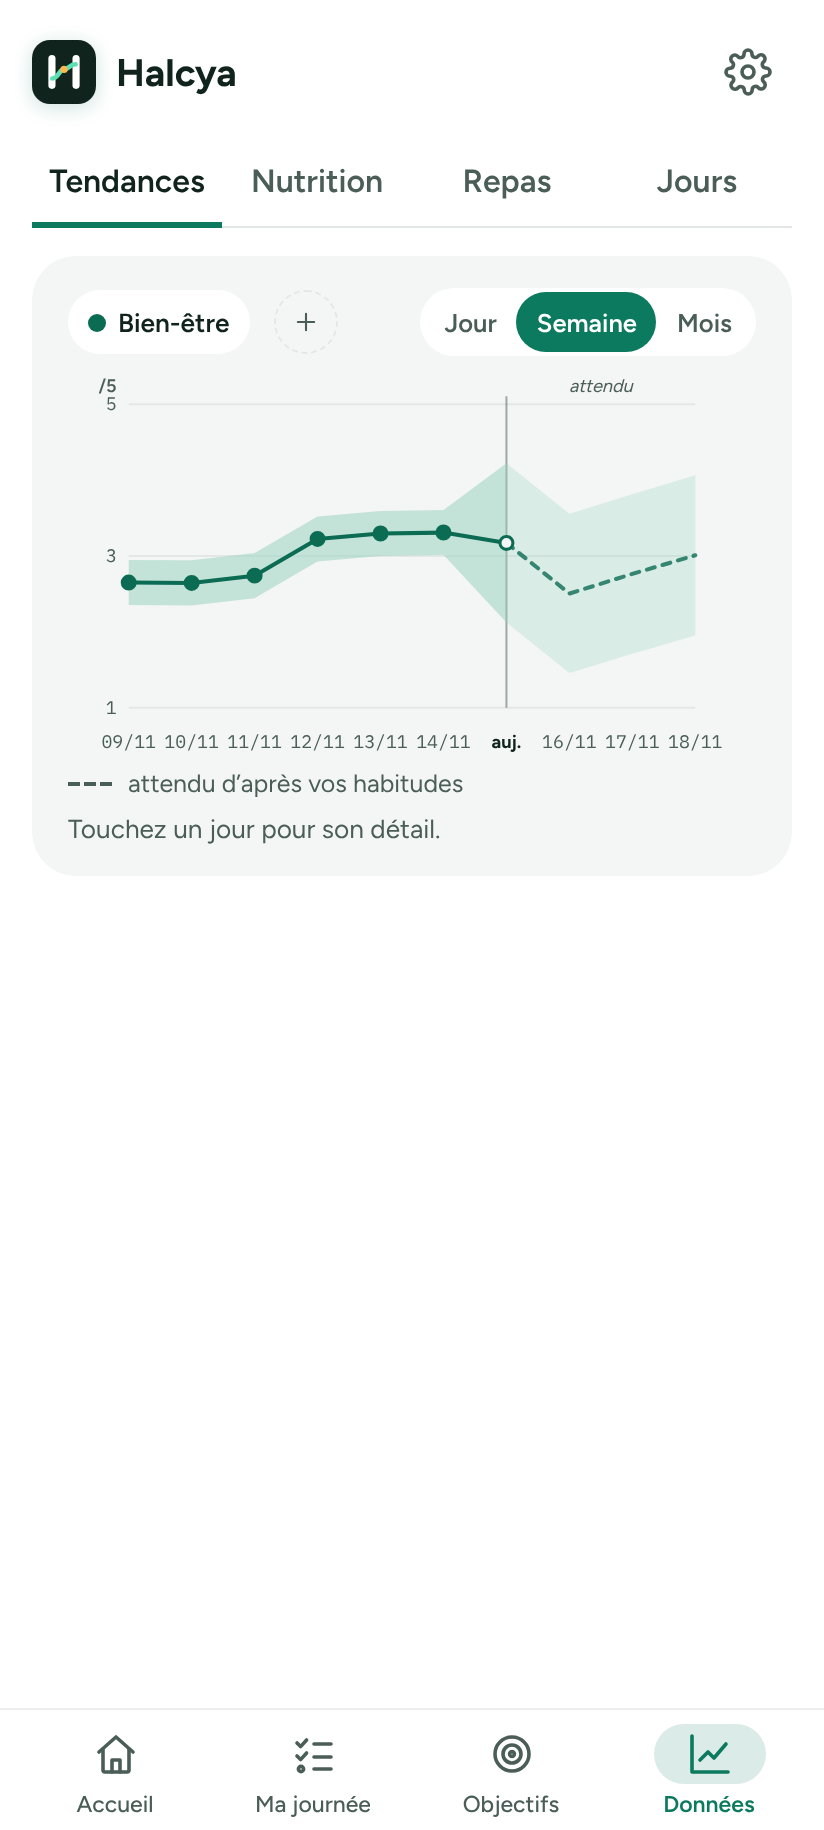 Halcya
Tendances Nutrition Repas Jours
Bien-être + Jour Semaine Mois
/5 attendu
5
3
1
09/11 10/11 11/11 12/11 13/11 14/11 auj. 16/11 17/11 18/11
attendu d’après vos habitudes
Touchez un jour pour son détail.
Accueil Ma journée Objectifs Données